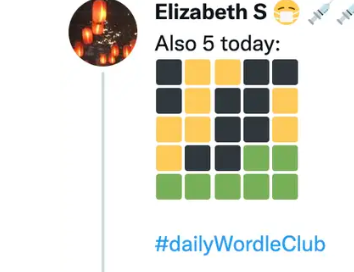 Elizabeth S 😷 💉 💉
Also 5 today:
⬛🟨🟨⬛⬛
⬛🟨⬛⬛🟨
🟨🟨⬛⬛🟨
🟨⬛⬛🟩🟩
🟩🟩🟩🟩🟩
#dailyWordleClub